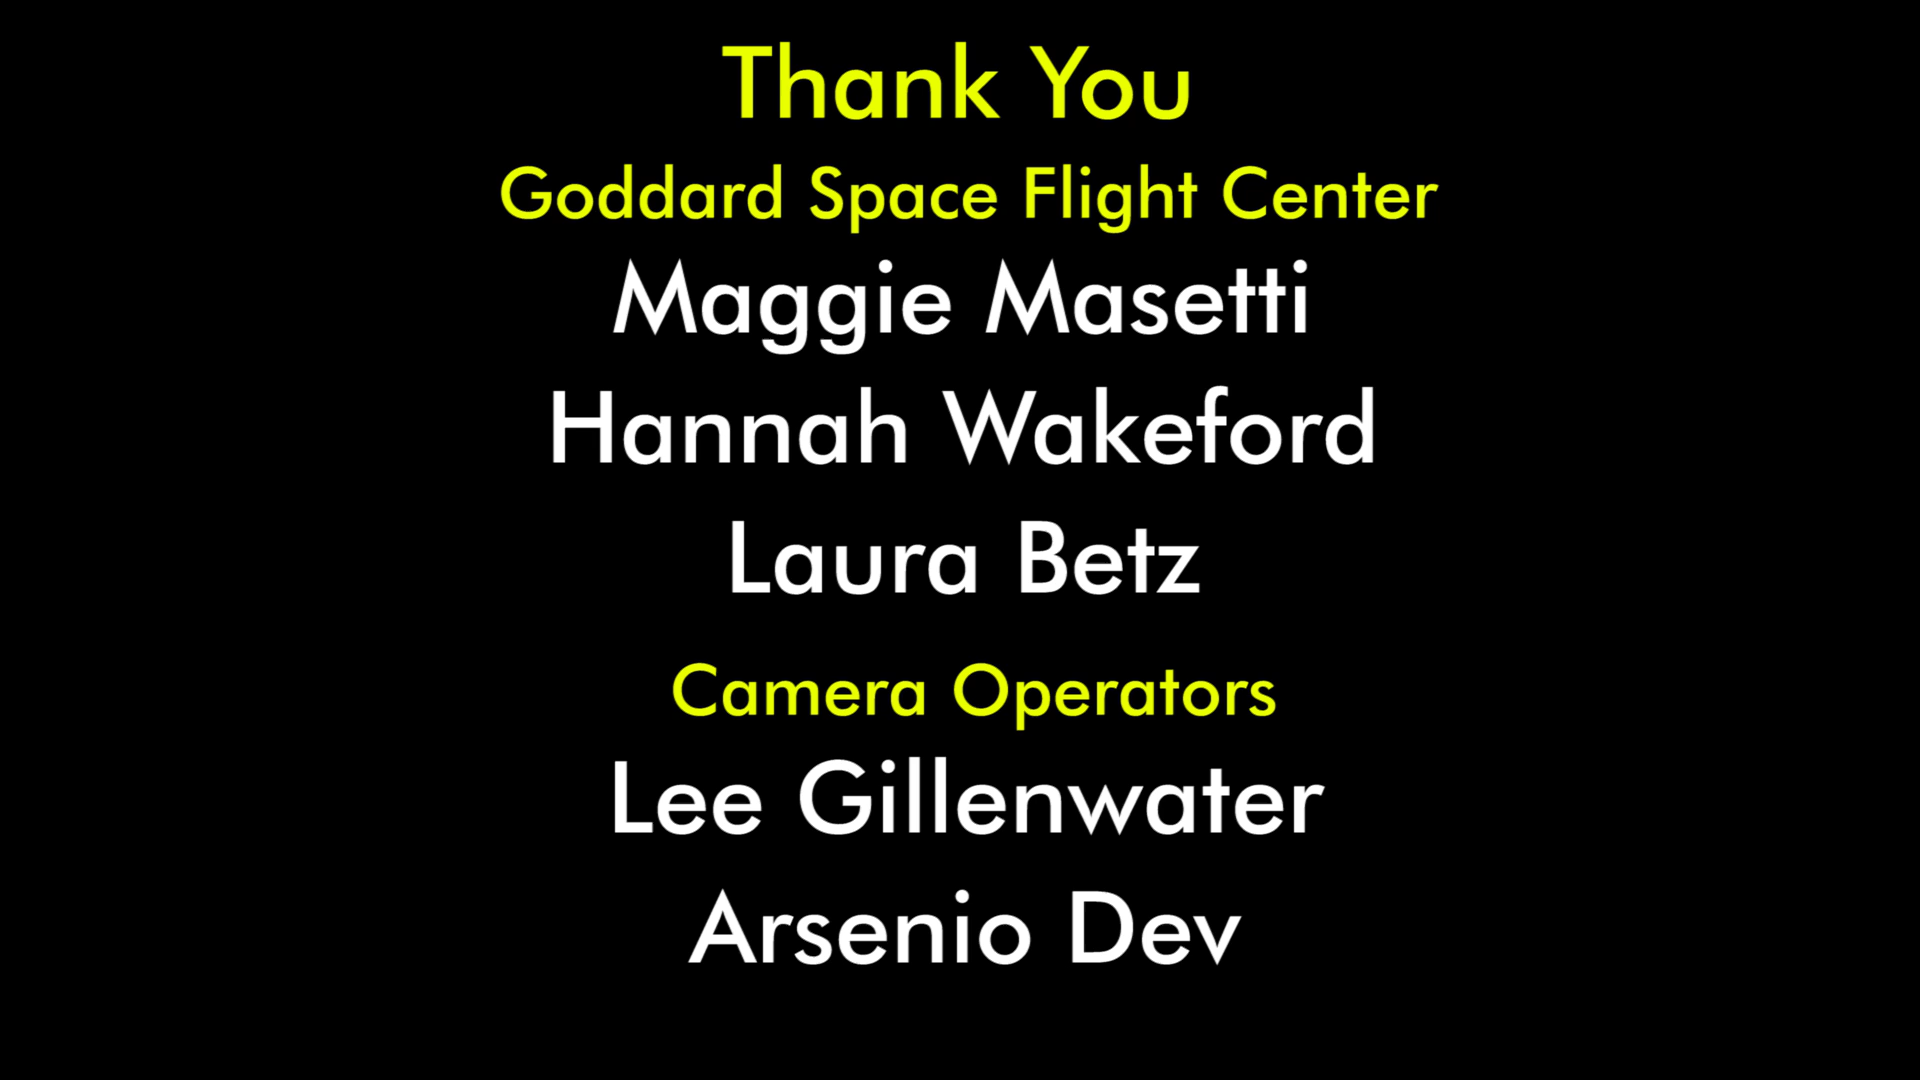 Thank You
Goddard Space Flight Center
Maggie Masetti
Hannah Wakeford
Laura Betz
Camera Operators
Lee Gillenwater
Arsenio Dev